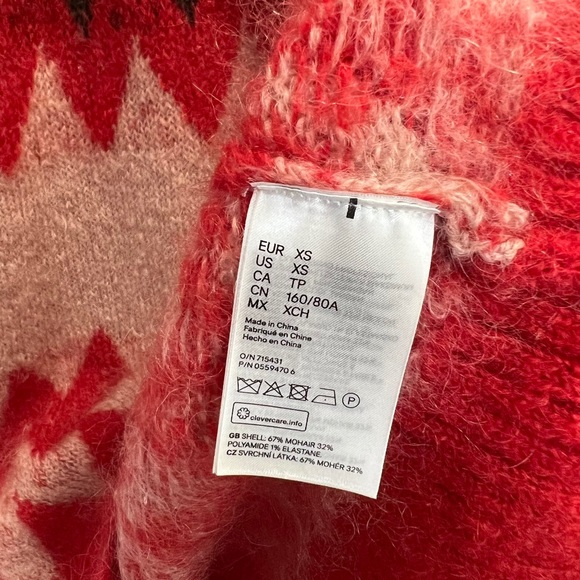 EUR XS
US XS
CA TP
CN 160/80A
MX XCH
Made in China
Fabriqué en Chine
Hecho en China
O/N 715431
P/N 0559470 6
P
clevercare.info
GB SHELL: 67% MOHAIR 32%
POLYAMIDE 1% ELASTANE.
CZ SVRCHNÍ LÁTKA: 67% MOHÉR 32%